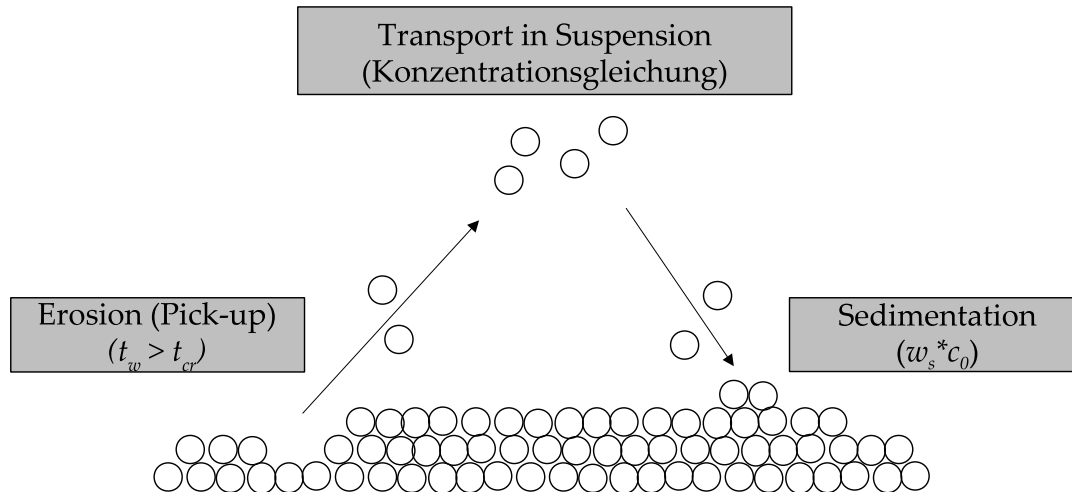 Transport in Suspension
(Konzentrationsgleichung)
Erosion (Pick-up)
(t_w > t_cr)
Sedimentation
(w_s*c_0)